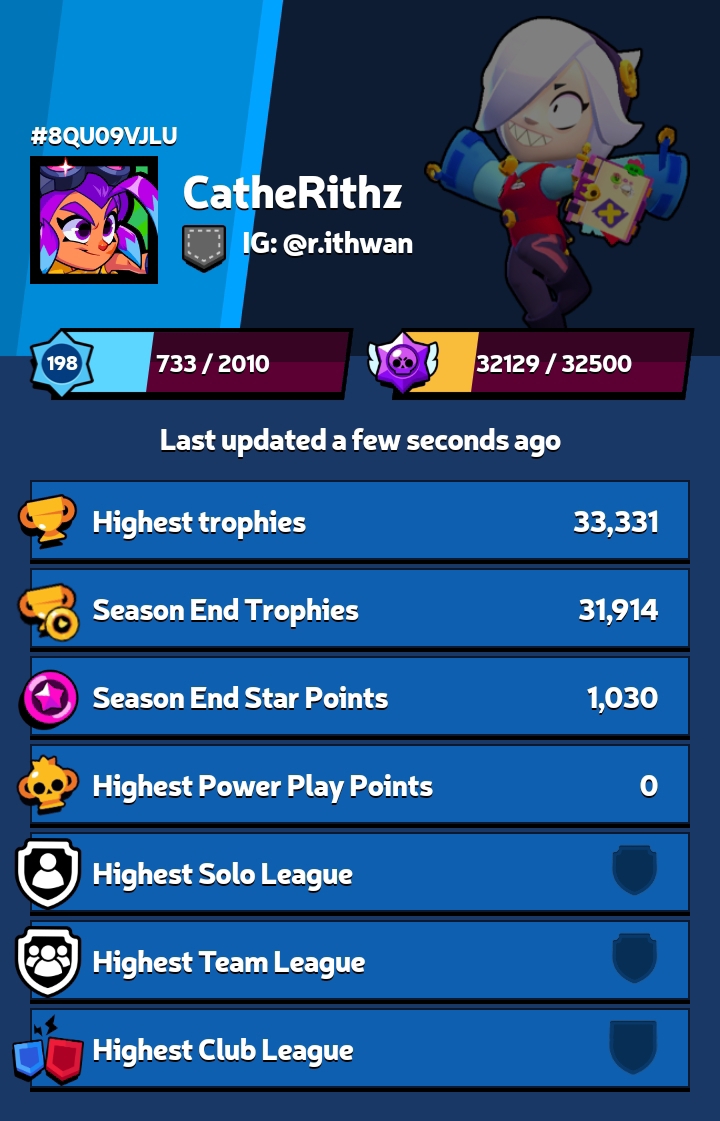 #8QU09VJLU
CatheRithz
IG: @r.ithwan
198
733 / 2010
32129 / 32500
Last updated a few seconds ago
Highest trophies 33,331
Season End Trophies 31,914
Season End Star Points 1,030
Highest Power Play Points 0
Highest Solo League
Highest Team League
Highest Club League